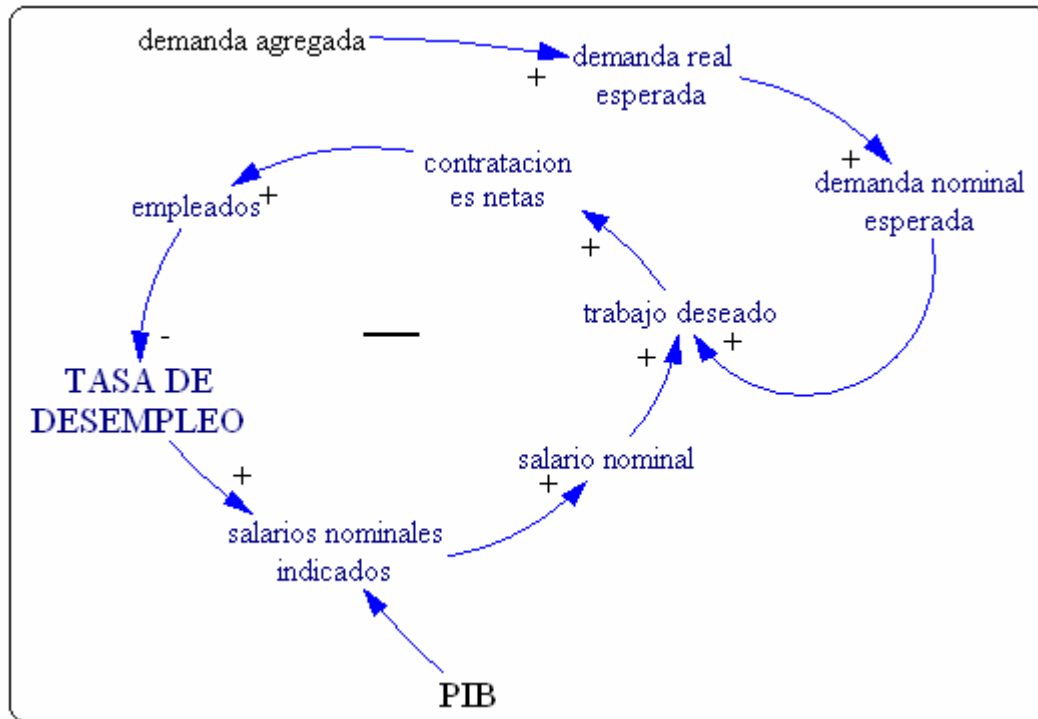 demanda agregada
+
demanda real
esperada
contratacion
es netas
+
demanda nominal
esperada
empleados
+
+
trabajo deseado
+
+
—
-
TASA DE
DESEMPLEO
+
salario nominal
+
salarios nominales
indicados
PIB